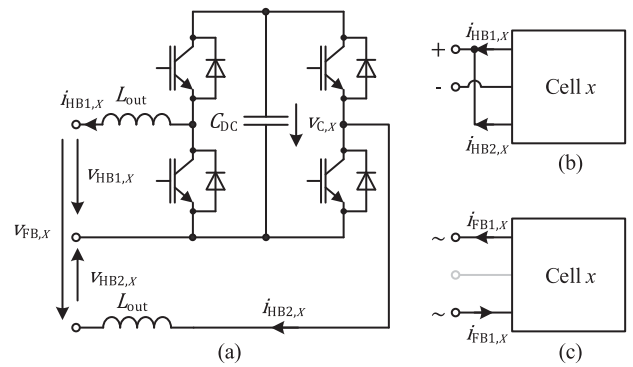 i_HB1,X
L_out
C_DC
v_C,X
v_HB1,X
v_FB,X
v_HB2,X
L_out
i_HB2,X
(a)
i_HB1,X
+
-
Cell x
i_HB2,X
(b)
i_FB1,X
~
Cell x
~
i_FB1,X
(c)